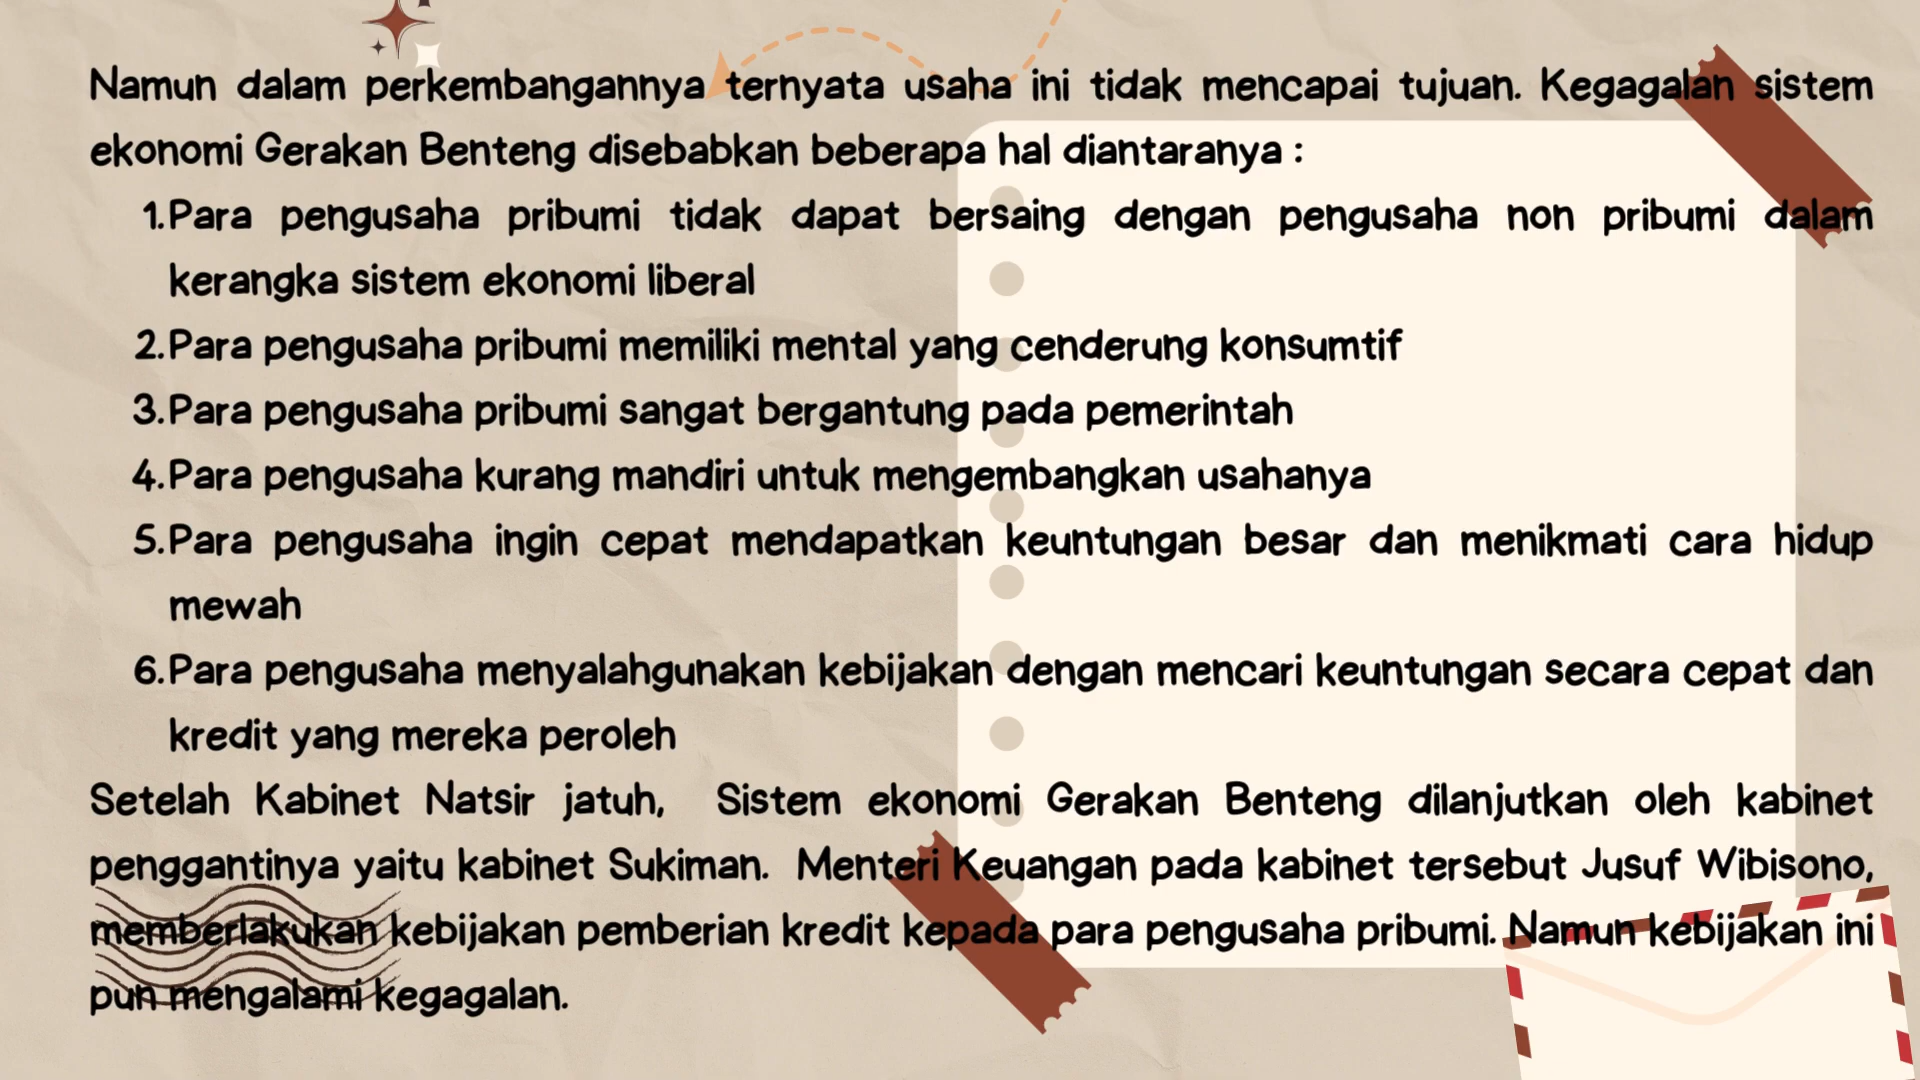 Namun dalam perkembangannya ternyata usaha ini tidak mencapai tujuan. Kegagalan sistem
ekonomi Gerakan Benteng disebabkan beberapa hal diantaranya :
1. Para pengusaha pribumi tidak dapat bersaing dengan pengusaha non pribumi dalam
kerangka sistem ekonomi liberal
2. Para pengusaha pribumi memiliki mental yang cenderung konsumtif
3. Para pengusaha pribumi sangat bergantung pada pemerintah
4. Para pengusaha kurang mandiri untuk mengembangkan usahanya
5. Para pengusaha ingin cepat mendapatkan keuntungan besar dan menikmati cara hidup
mewah
6. Para pengusaha menyalahgunakan kebijakan dengan mencari keuntungan secara cepat dan
kredit yang mereka peroleh
Setelah Kabinet Natsir jatuh, Sistem ekonomi Gerakan Benteng dilanjutkan oleh kabinet
penggantinya yaitu kabinet Sukiman. Menteri Keuangan pada kabinet tersebut Jusuf Wibisono,
memberlakukan kebijakan pemberian kredit kepada para pengusaha pribumi. Namun kebijakan ini
pun mengalami kegagalan.